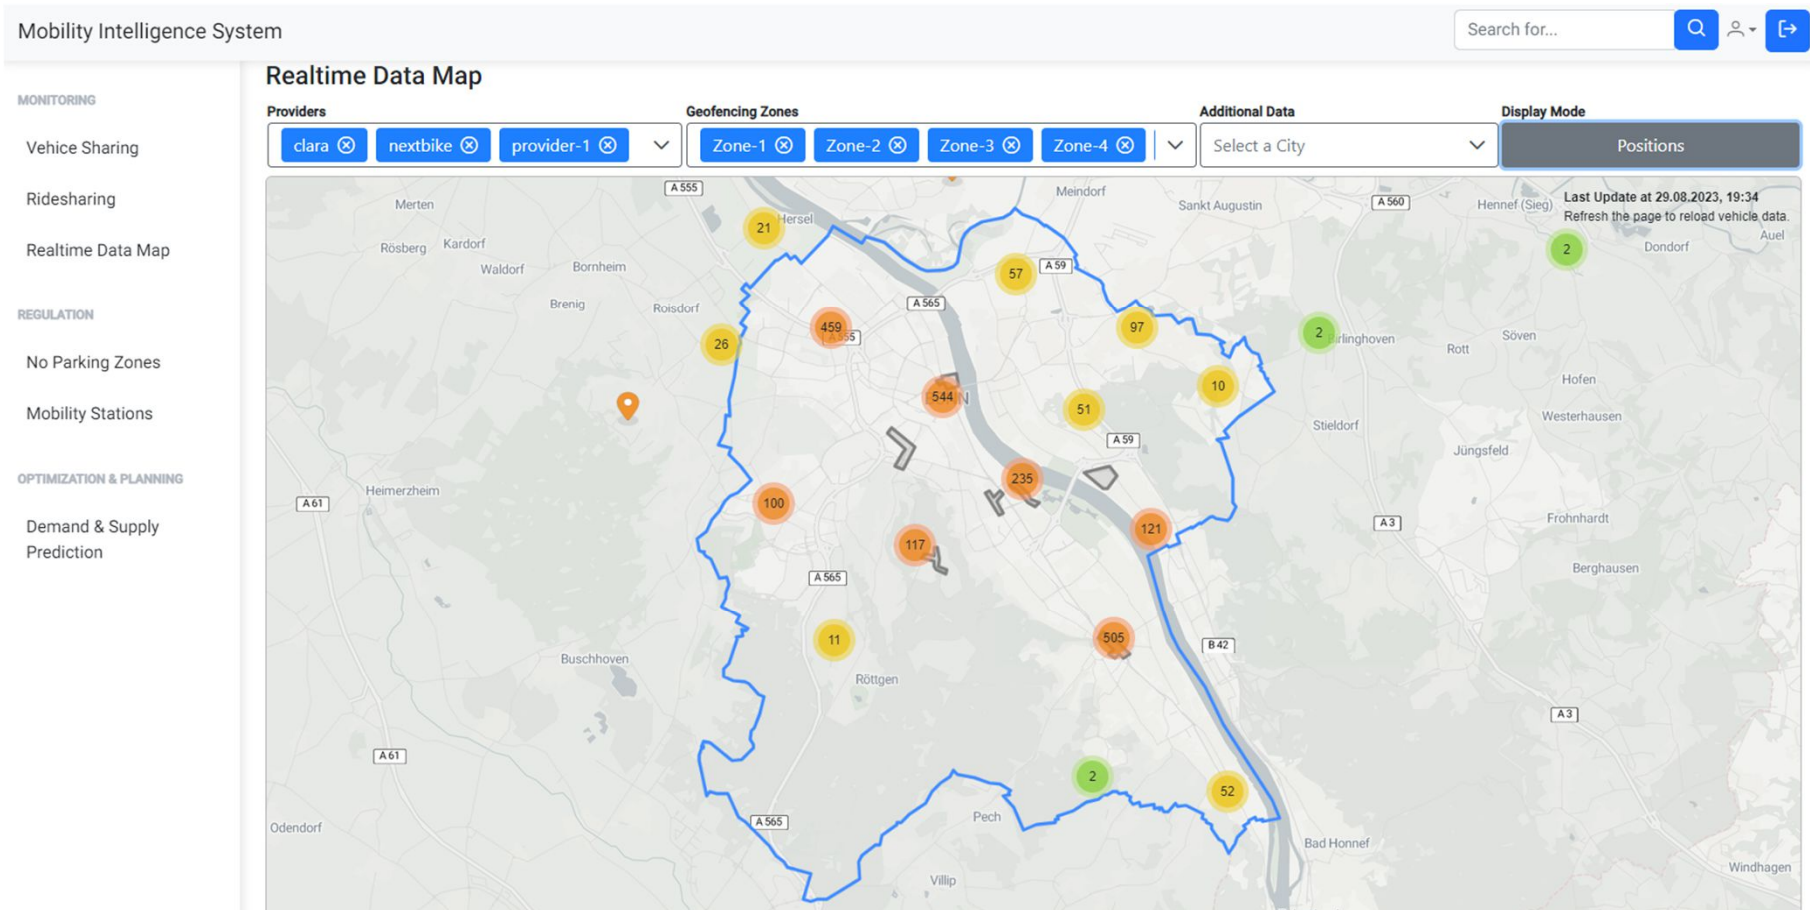 Mobility Intelligence System
Search for...
MONITORING
Vehice Sharing
Ridesharing
Realtime Data Map
REGULATION
No Parking Zones
Mobility Stations
OPTIMIZATION & PLANNING
Demand & Supply
Prediction
Realtime Data Map
Providers
Geofencing Zones
Additional Data
Display Mode
clara
nextbike
provider-1
Zone-1
Zone-2
Zone-3
Zone-4
Select a City
Positions
Last Update at 29.08.2023, 19:34
Refresh the page to reload vehicle data.
A 555
Meindorf
Merten
Sankt Augustin
A 560
Hennef (Sieg)
21
Hersel
Auel
Rösberg
Kardorf
2
Dondorf
Waldorf
Bornheim
57
A 59
Brenig
Roisdorf
A 565
459
97
2
Söven
26
Rott
10
Hofen
544
51
Westerhausen
Stieldorf
A 59
Jüngsfeld
235
Heimerzheim
A 61
100
Frohnhardt
121
A 3
117
Berghausen
A 565
11
505
B 42
Buschhoven
Röttgen
A 3
A 61
2
52
A 565
Pech
Odendorf
Bad Honnef
Windhagen
Villip